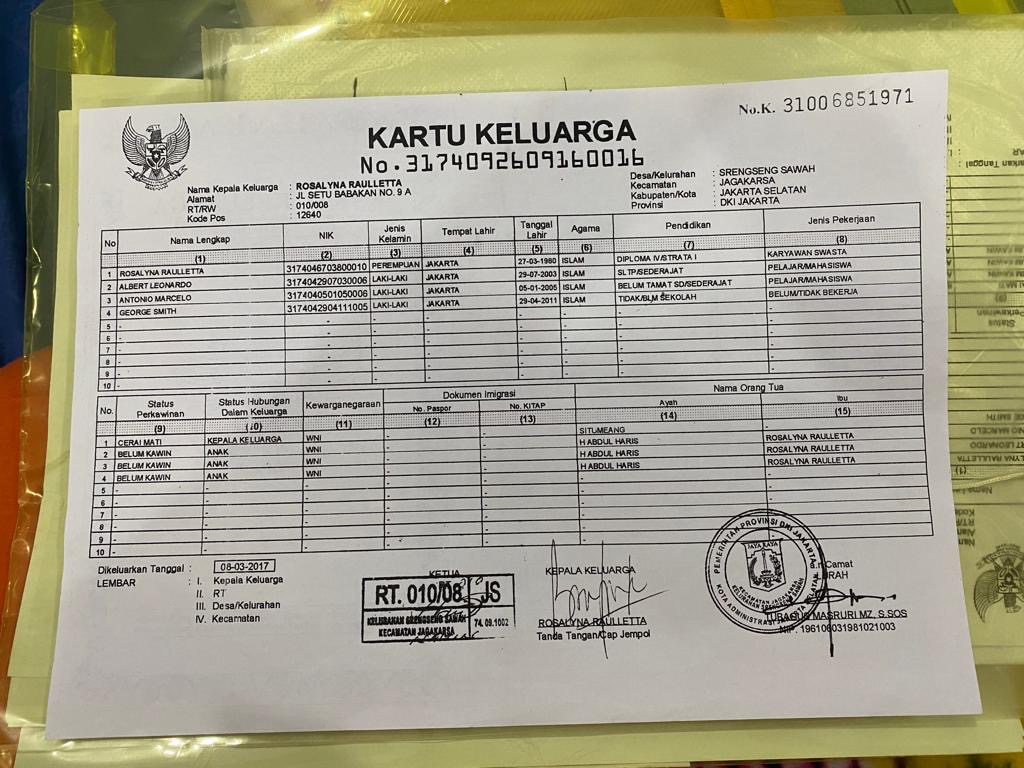 No.K. 31006851971
KARTU KELUARGA
No.3174092609160016
Nama Kepala Keluarga : ROSALYNA RAULLETTA
Alamat : JL SETU BABAKAN NO. 9 A
RT/RW : 010/008
Kode Pos : 12640
Desa/Kelurahan : SRENGSENG SAWAH
Kecamatan : JAGAKARSA
Kabupaten/Kota : JAKARTA SELATAN
Provinsi : DKI JAKARTA
No Nama Lengkap NIK Jenis Kelamin Tempat Lahir Tanggal Lahir Agama Pendidikan Jenis Pekerjaan
(1) (2) (3) (4) (5) (6) (7) (8)
1 ROSALYNA RAULLETTA 3174046703800010 PEREMPUAN JAKARTA 27-03-1980 ISLAM DIPLOMA IV/STRATA I KARYAWAN SWASTA
2 ALBERT LEONARDO 3174042907030006 LAKI-LAKI JAKARTA 29-07-2003 ISLAM SLTP/SEDERAJAT PELAJAR/MAHASISWA
3 ANTONIO MARCELO 3174040501050006 LAKI-LAKI JAKARTA 05-01-2005 ISLAM BELUM TAMAT SD/SEDERAJAT PELAJAR/MAHASISWA
4 GEORGE SMITH 3174042904111005 LAKI-LAKI JAKARTA 29-04-2011 ISLAM TIDAK/BLM SEKOLAH BELUM/TIDAK BEKERJA
5 - - - - - - - -
6 - - - - - - - -
7 - - - - - - - -
8 - - - - - - - -
9 - - - - - - - -
10 - - - - - - - -
No. Status Perkawinan Status Hubungan Dalam Keluarga Kewarganegaraan Dokumen Imigrasi Nama Orang Tua
No. Paspor No. KITAP Ayah Ibu
(9) (10) (11) (12) (13) (14) (15)
1 CERAI MATI KEPALA KELUARGA WNI - - SITUMEANG
2 BELUM KAWIN ANAK WNI - - H ABDUL HARIS ROSALYNA RAULLETTA
3 BELUM KAWIN ANAK WNI - - H ABDUL HARIS ROSALYNA RAULLETTA
4 BELUM KAWIN ANAK WNI - - H ABDUL HARIS ROSALYNA RAULLETTA
5 - - - - - - -
6 - - - - - - -
7 - - - - - - -
8 - - - - - - -
9 - - - - - - -
10 - - - - - - -
Dikeluarkan Tanggal : 08-03-2017
LEMBAR : I. Kepala Keluarga
II. RT
III. Desa/Kelurahan
IV. Kecamatan
KETUA
RT. 010/08 JS
KELURAHAN SRENGSENG SAWAH
KECAMATAN JAGAKARSA
74.09.1002
KEPALA KELUARGA
ROSALYNA RAULLETTA
Tanda Tangan/Cap Jempol
PEMERINTAH PROVINSI DKI JAKARTA
JAYA RAYA
KECAMATAN JAGAKARSA
KELURAHAN SRENGSENG SAWAH
KOTA ADMINISTRASI JAKARTA SELATAN
Camat
MASRURI MZ, S.SOS
NIP. 196106031981021003